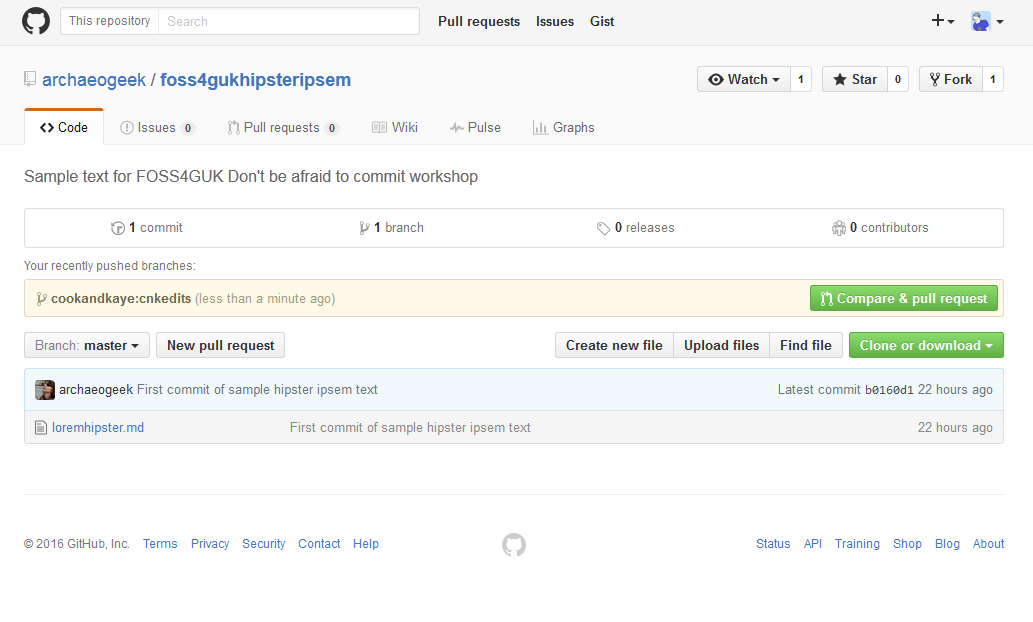 This repository Search Pull requests Issues Gist
archaeogeek / foss4gukhipsteripsem Watch 1 Star 0 Fork 1
Code Issues 0 Pull requests 0 Wiki Pulse Graphs
Sample text for FOSS4GUK Don't be afraid to commit workshop
1 commit 1 branch 0 releases 0 contributors
Your recently pushed branches:
cookandkaye:cnkedits (less than a minute ago) Compare & pull request
Branch: master New pull request Create new file Upload files Find file Clone or download
archaeogeek First commit of sample hipster ipsem text Latest commit b0160d1 22 hours ago
loremhipster.md First commit of sample hipster ipsem text 22 hours ago
© 2016 GitHub, Inc. Terms Privacy Security Contact Help Status API Training Shop Blog About